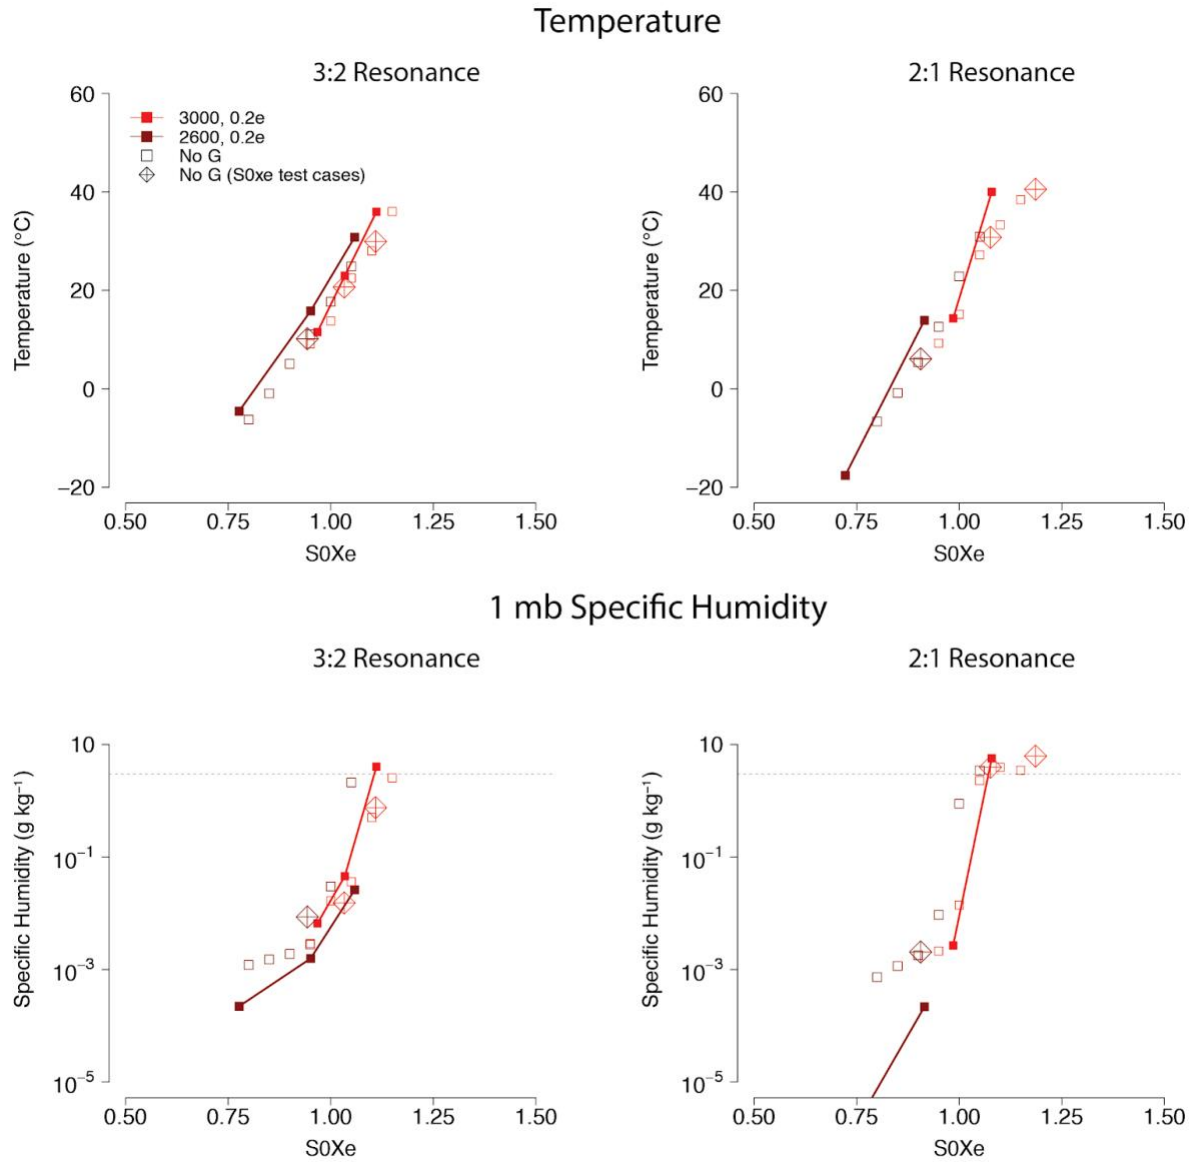 Temperature
3:2 Resonance
2:1 Resonance
60
40
20
0
−20
Temperature (°C)
3000, 0.2e
2600, 0.2e
No G
No G (S0xe test cases)
0.50 0.75 1.00 1.25 1.50
S0Xe
60
40
20
0
−20
Temperature (°C)
0.50 0.75 1.00 1.25 1.50
S0Xe
1 mb Specific Humidity
3:2 Resonance
2:1 Resonance
10
10⁻¹
10⁻³
10⁻⁵
Specific Humidity (g kg⁻¹)
0.50 0.75 1.00 1.25 1.50
S0Xe
10
10⁻¹
10⁻³
10⁻⁵
Specific Humidity (g kg⁻¹)
0.50 0.75 1.00 1.25 1.50
S0Xe